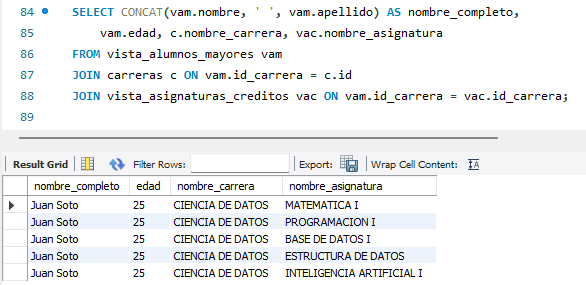 84 SELECT CONCAT(vam.nombre, ' ', vam.apellido) AS nombre_completo,
85 vam.edad, c.nombre_carrera, vac.nombre_asignatura
86 FROM vista_alumnos_mayores vam
87 JOIN carreras c ON vam.id_carrera = c.id
88 JOIN vista_asignaturas_creditos vac ON vam.id_carrera = vac.id_carrera;
89
Result Grid Filter Rows: Export: Wrap Cell Content:
nombre_completo edad nombre_carrera nombre_asignatura
Juan Soto 25 CIENCIA DE DATOS MATEMATICA I
Juan Soto 25 CIENCIA DE DATOS PROGRAMACION I
Juan Soto 25 CIENCIA DE DATOS BASE DE DATOS I
Juan Soto 25 CIENCIA DE DATOS ESTRUCTURA DE DATOS
Juan Soto 25 CIENCIA DE DATOS INTELIGENCIA ARTIFICIAL I